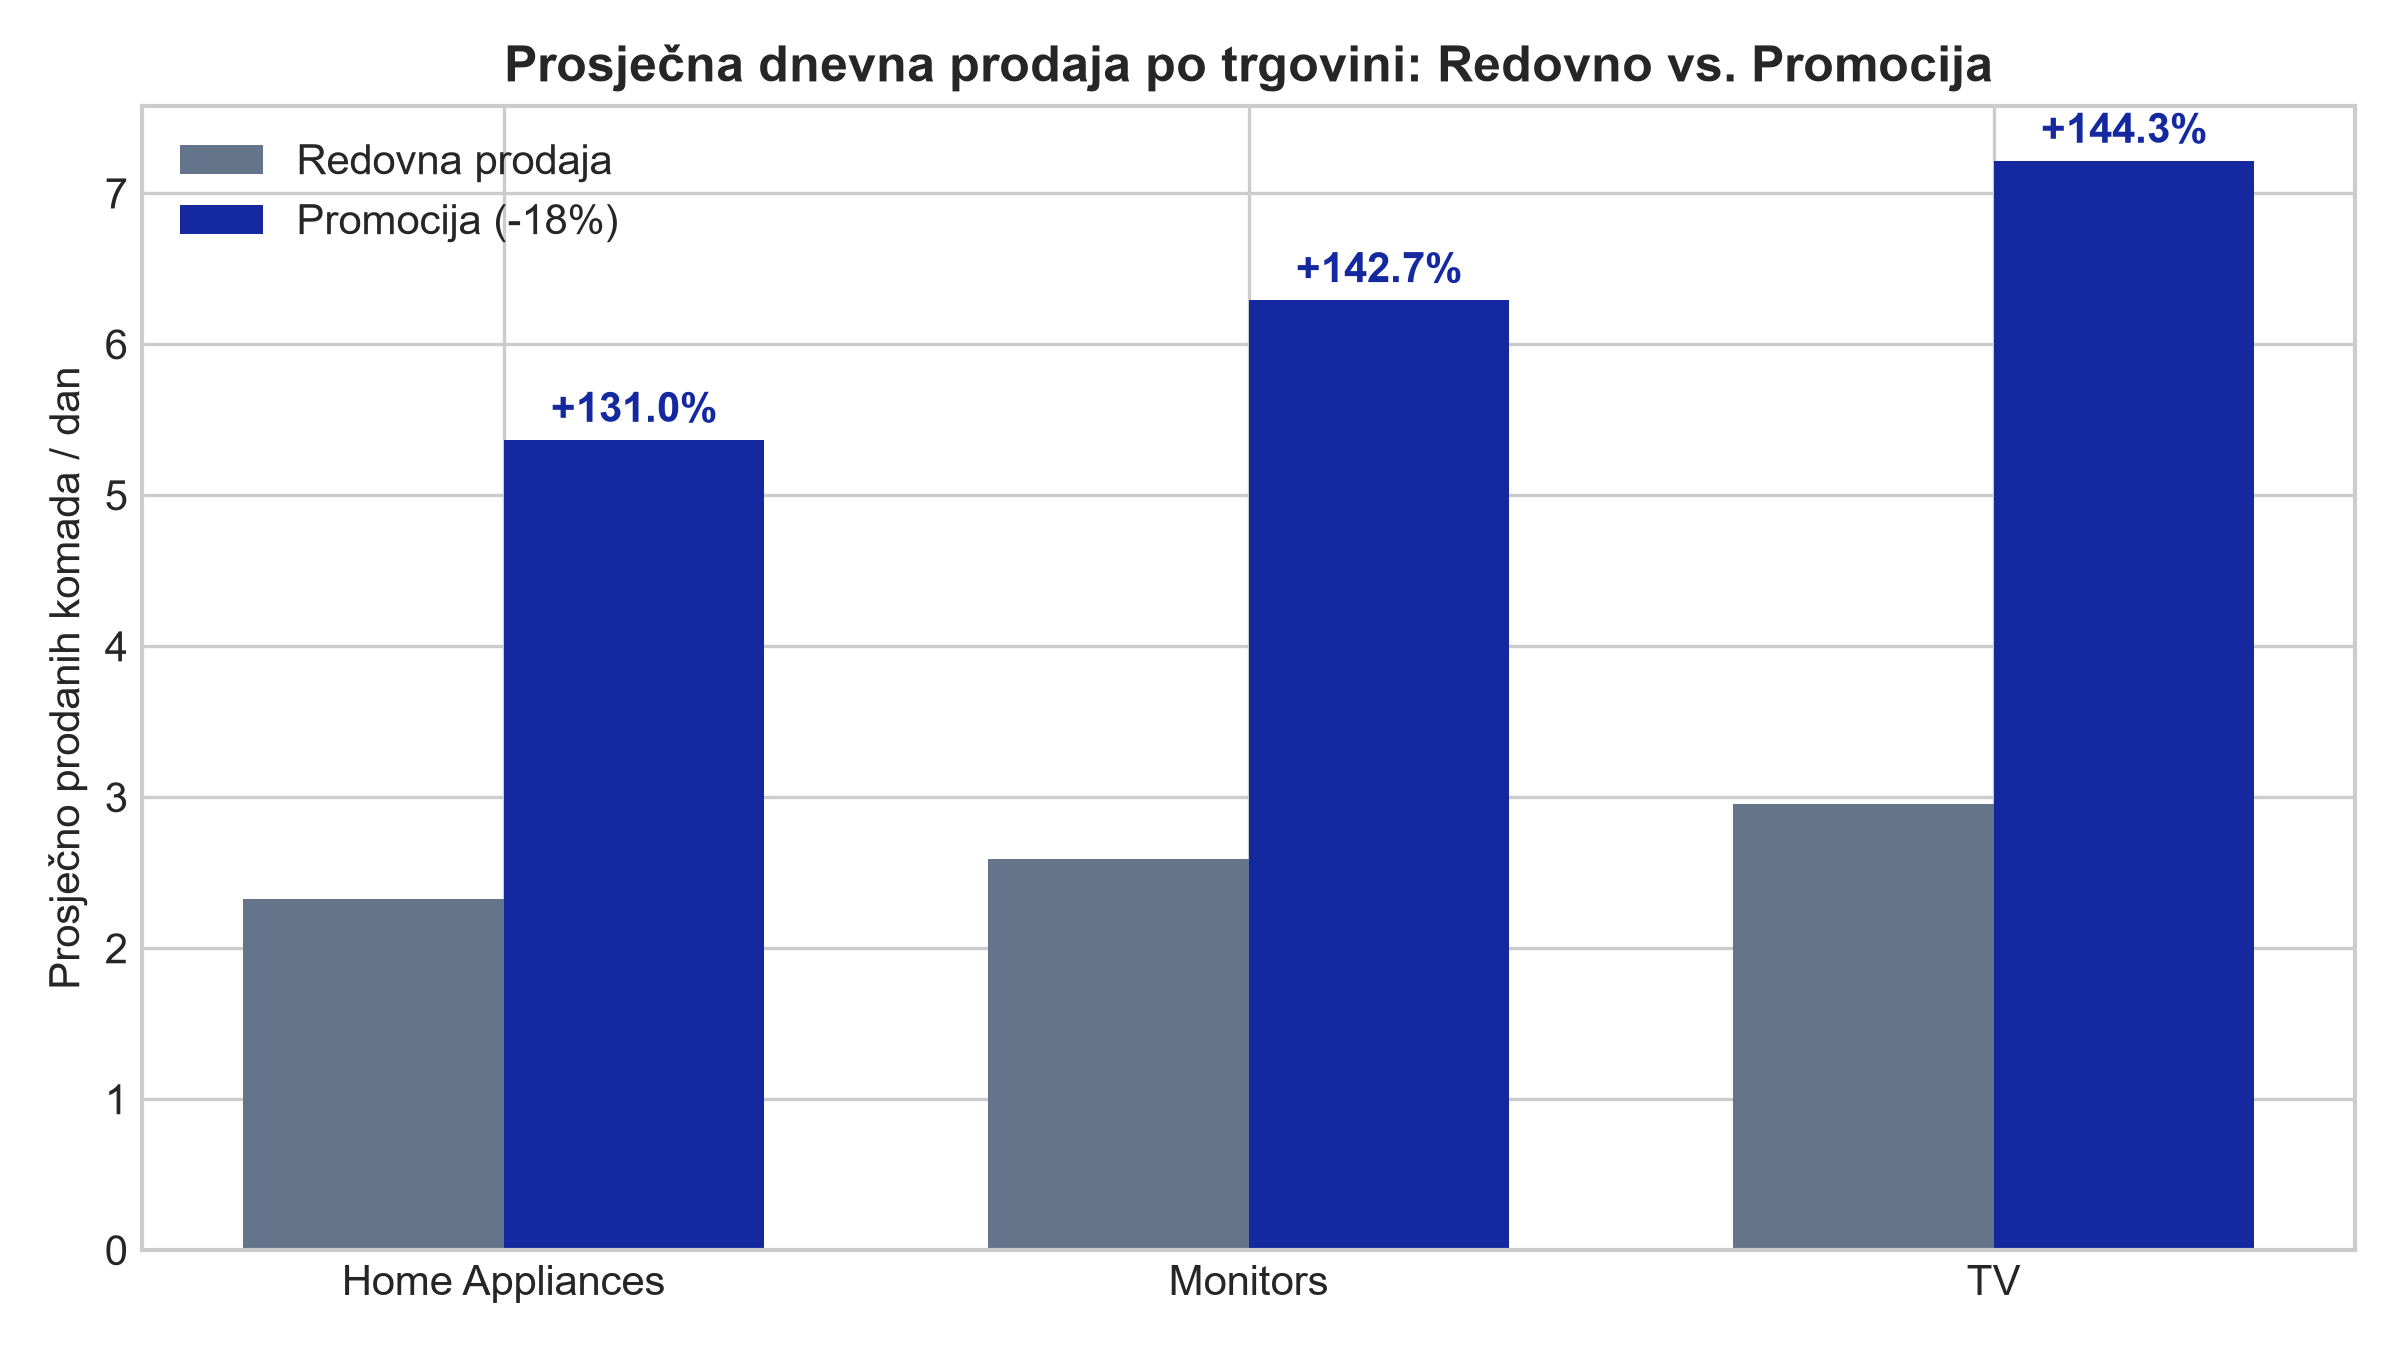 Prosječna dnevna prodaja po trgovini: Redovno vs. Promocija
Redovna prodaja
Promocija (-18%)
+131.0%
+142.7%
+144.3%
Prosječno prodanih komada / dan
7
6
5
4
3
2
1
0
Home Appliances
Monitors
TV